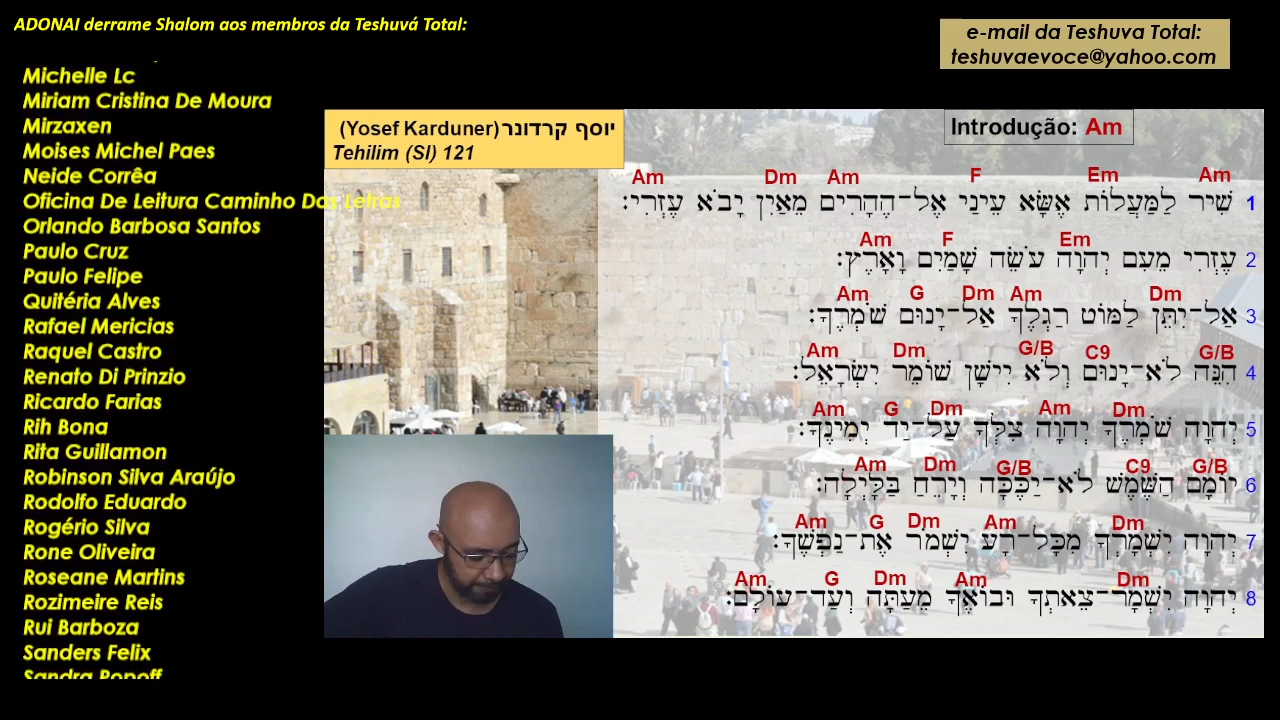 ADONAI derrame Shalom aos membros da Teshuvá Total:
e-mail da Teshuva Total:
teshuvaevoce@yahoo.com
Michelle Lc
Miriam Cristina De Moura
Mirzaxen
Moises Michel Paes
Neide Corrêa
Oficina De Leitura Caminho Das Letras
Orlando Barbosa Santos
Paulo Cruz
Paulo Felipe
Quitéria Alves
Rafael Mericias
Raquel Castro
Renato Di Prinzio
Ricardo Farias
Rih Bona
Rita Guillamon
Robinson Silva Araújo
Rodolfo Eduardo
Rogério Silva
Rone Oliveira
Roseane Martins
Rozimeire Reis
Rui Barboza
Sanders Felix
Sandra Popoff
(Yosef Karduner) יוסף קרדונר
Tehilim (Sl) 121
Introdução: Am
Am Dm Am F Em Am
1 שִׁיר לַמַּעֲלוֹת אֶשָּׂא עֵינַי אֶל־הֶהָרִים מֵאַיִן יָבֹא עֶזְרִי׃
Am F Em
2 עֶזְרִי מֵעִם יְהוָה עֹשֵׂה שָׁמַיִם וָאָרֶץ׃
Am G Dm Am Dm
3 אַל־יִתֵּן לַמּוֹט רַגְלֶךָ אַל־יָנוּם שֹׁמְרֶךָ׃
Am Dm G/B C9 G/B
4 הִנֵּה לֹא־יָנוּם וְלֹא יִישָׁן שׁוֹמֵר יִשְׂרָאֵל׃
Am G Dm Am Dm
5 יְהוָה שֹׁמְרֶךָ יְהוָה צִלְּךָ עַל־יַד יְמִינֶךָ׃
Am Dm G/B C9 G/B
6 יוֹמָם הַשֶּׁמֶשׁ לֹא־יַכֶּכָּה וְיָרֵחַ בַּלָּיְלָה׃
Am G Dm Am Dm
7 יְהוָה יִשְׁמָרְךָ מִכָּל־רָע יִשְׁמֹר אֶת־נַפְשֶׁךָ׃
Am G Dm Am Dm
8 יְהוָה יִשְׁמָר־צֵאתְךָ וּבוֹאֶךָ מֵעַתָּה וְעַד־עוֹלָם׃